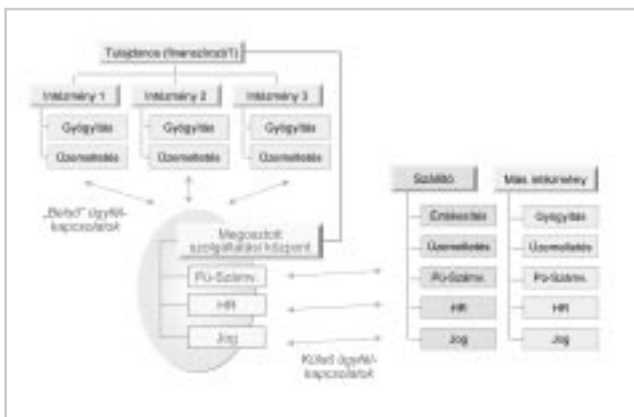 Tulajdonos (finanszírozó?)
Intézmény 1
Intézmény 2
Intézmény 3
Gyógyítás
Gyógyítás
Gyógyítás
Üzemeltetés
Üzemeltetés
Üzemeltetés
„Belső” ügyfél-
kapcsolatok
Megosztott
szolgáltatási központ
Pü-Számv.
HR
Jog
Külső ügyfél-
kapcsolatok
Szállító
Értékesítés
Üzemeltetés
Pü-Számv.
HR
Jog
Más. intézmény
Gyógyítás
Üzemeltetés
Pü-Számv.
HR
Jog